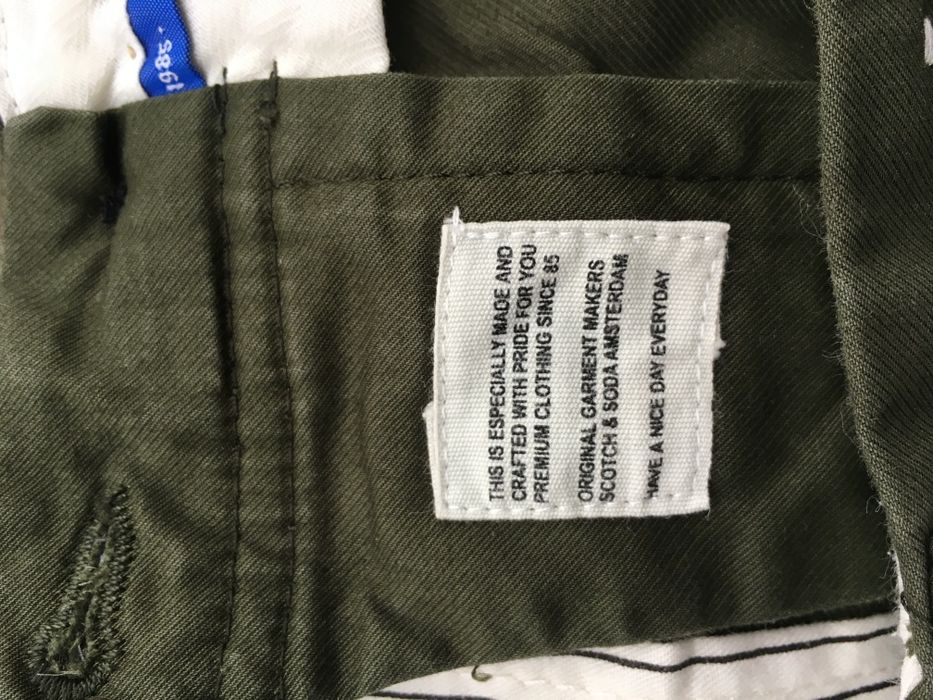 1985.
THIS IS ESPECIALLY MADE AND
CRAFTED WITH PRIDE FOR YOU
PREMIUM CLOTHING SINCE 85
ORIGINAL GARMENT MAKERS
SCOTCH & SODA AMSTERDAM
HAVE A NICE DAY EVERYDAY